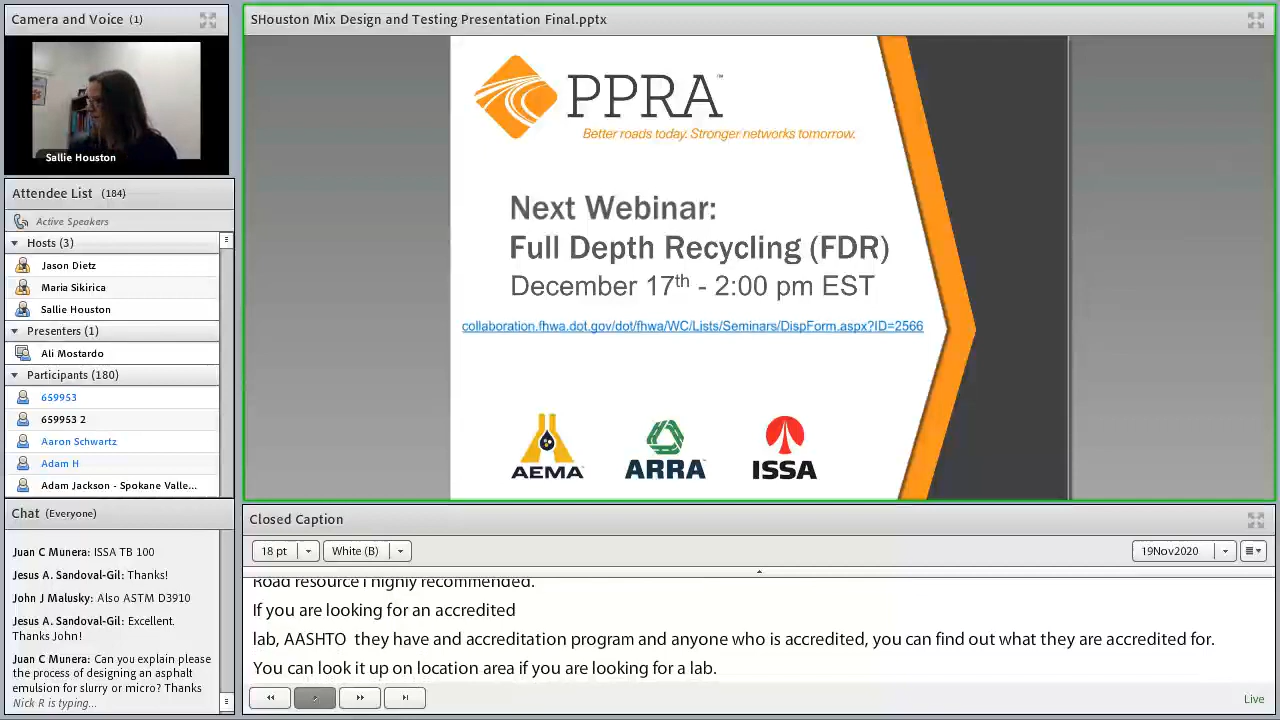 Camera and Voice (1)
Sallie Houston
Attendee List (184)
Active Speakers
Hosts (3)
Jason Dietz
Maria Sikirica
Sallie Houston
Presenters (1)
Ali Mostardo
Participants (180)
659953
659953 2
Aaron Schwartz
Adam H
Adam Jackson - Spokane Valle...
Chat (Everyone)
Juan C Munera: ISSA TB 100
Jesus A. Sandoval-Gil: Thanks!
John J Malusky: Also ASTM D3910
Jesus A. Sandoval-Gil: Excellent.
Thanks John!
Juan C Munera: Can you explain please
the process of designing an asphalt
emulsion for slurry or micro? Thanks
Nick R is typing...
SHouston Mix Design and Testing Presentation Final.pptx
PPRA™
Better roads today. Stronger networks tomorrow.
Next Webinar:
Full Depth Recycling (FDR)
December 17th - 2:00 pm EST
collaboration.fhwa.dot.gov/dot/fhwa/WC/Lists/Seminars/DispForm.aspx?ID=2566
AEMA
ARRA
ISSA
Closed Caption
18 pt
White (B)
19Nov2020
Road resource I highly recommended.
If you are looking for an accredited
lab, AASHTO they have and accreditation program and anyone who is accredited, you can find out what they are accredited for.
You can look it up on location area if you are looking for a lab.
Live